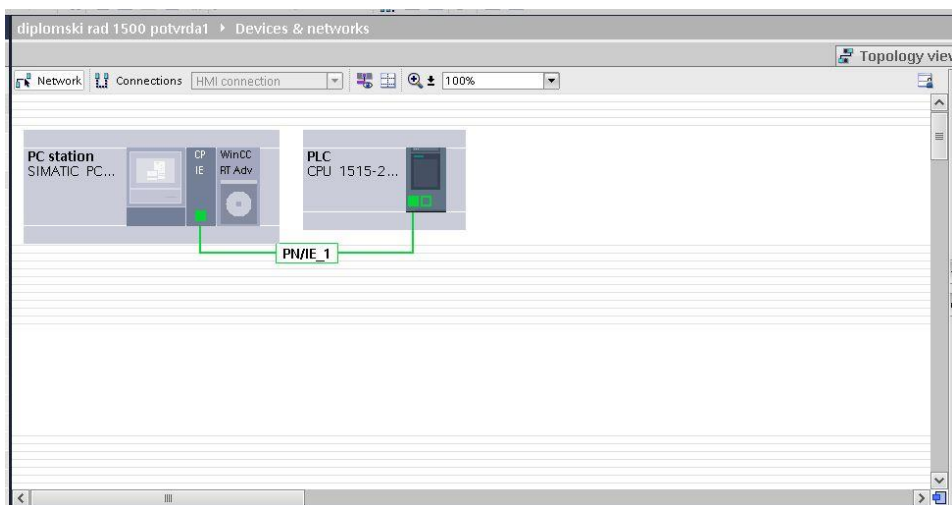 diplomski rad 1500 potvrda1 ▸ Devices & networks
Topology view
Network Connections HMI connection 100%
PC station
SIMATIC PC...
CP
IE
WinCC
RT Adv
PLC
CPU 1515-2...
PN/IE_1